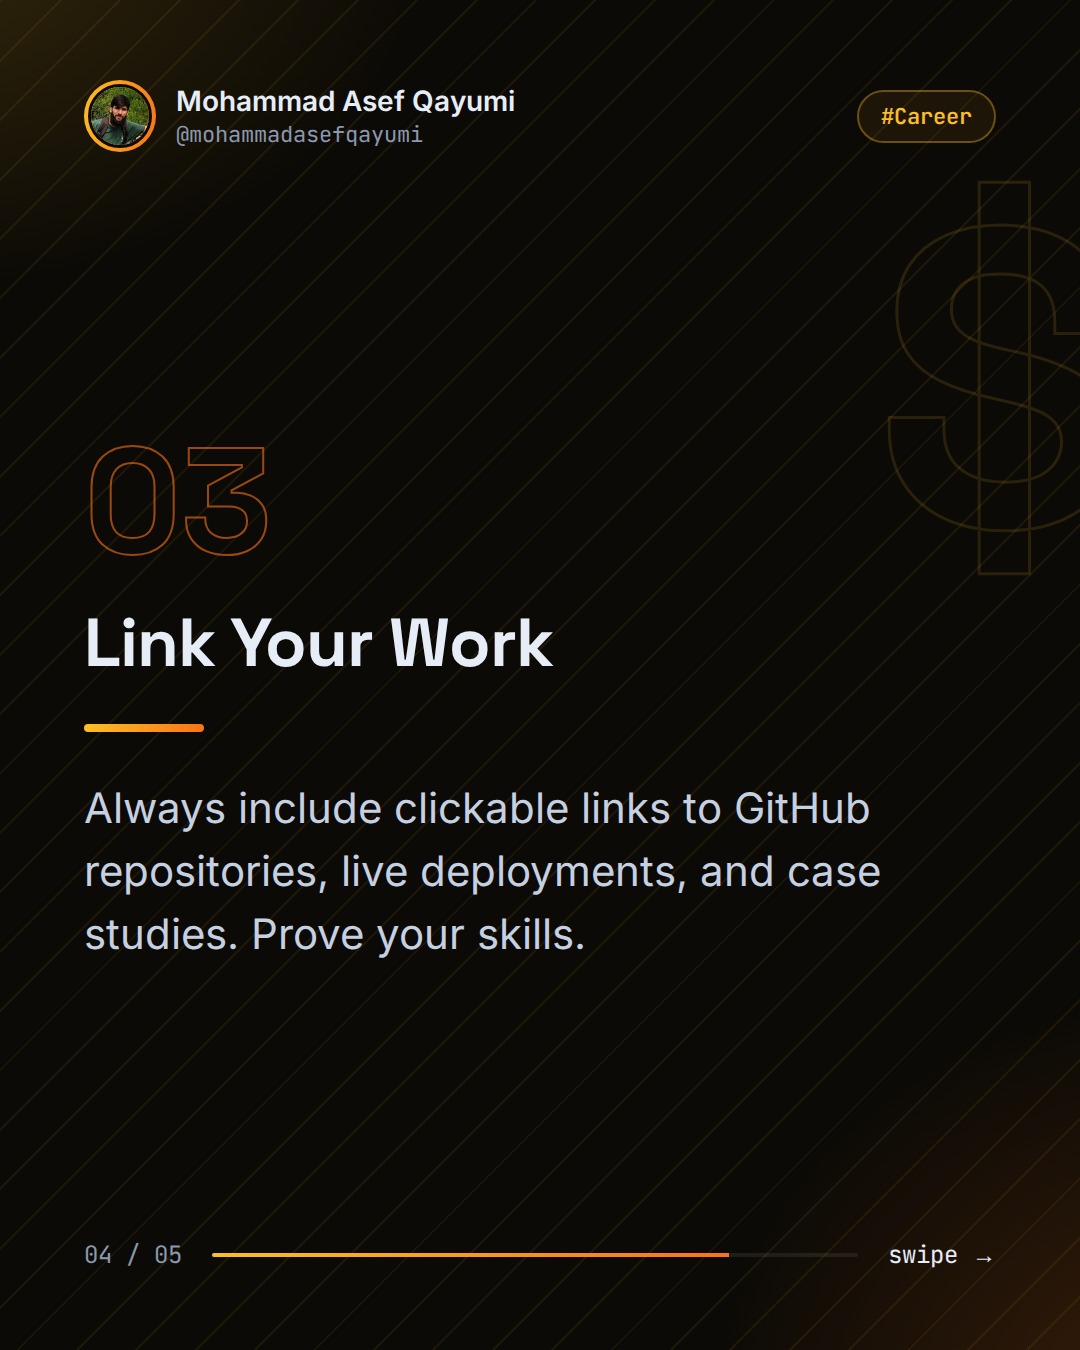 Mohammad Asef Qayumi
@mohammadasefqayumi
#Career
$
03
Link Your Work
Always include clickable links to GitHub
repositories, live deployments, and case
studies. Prove your skills.
04 / 05
swipe →